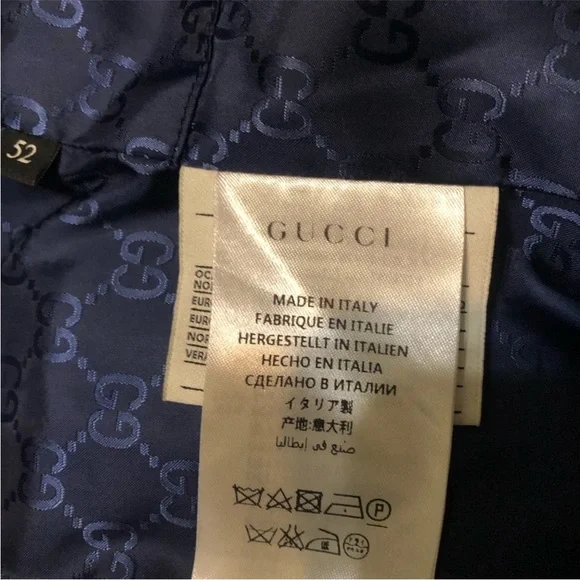 52
GUCCI
MADE IN ITALY
FABRIQUE EN ITALIE
HERGESTELLT IN ITALIEN
HECHO EN ITALIA
СДЕЛАНО В ИТАЛИИ
イタリア製
产地:意大利
صنع في إيطاليا
P